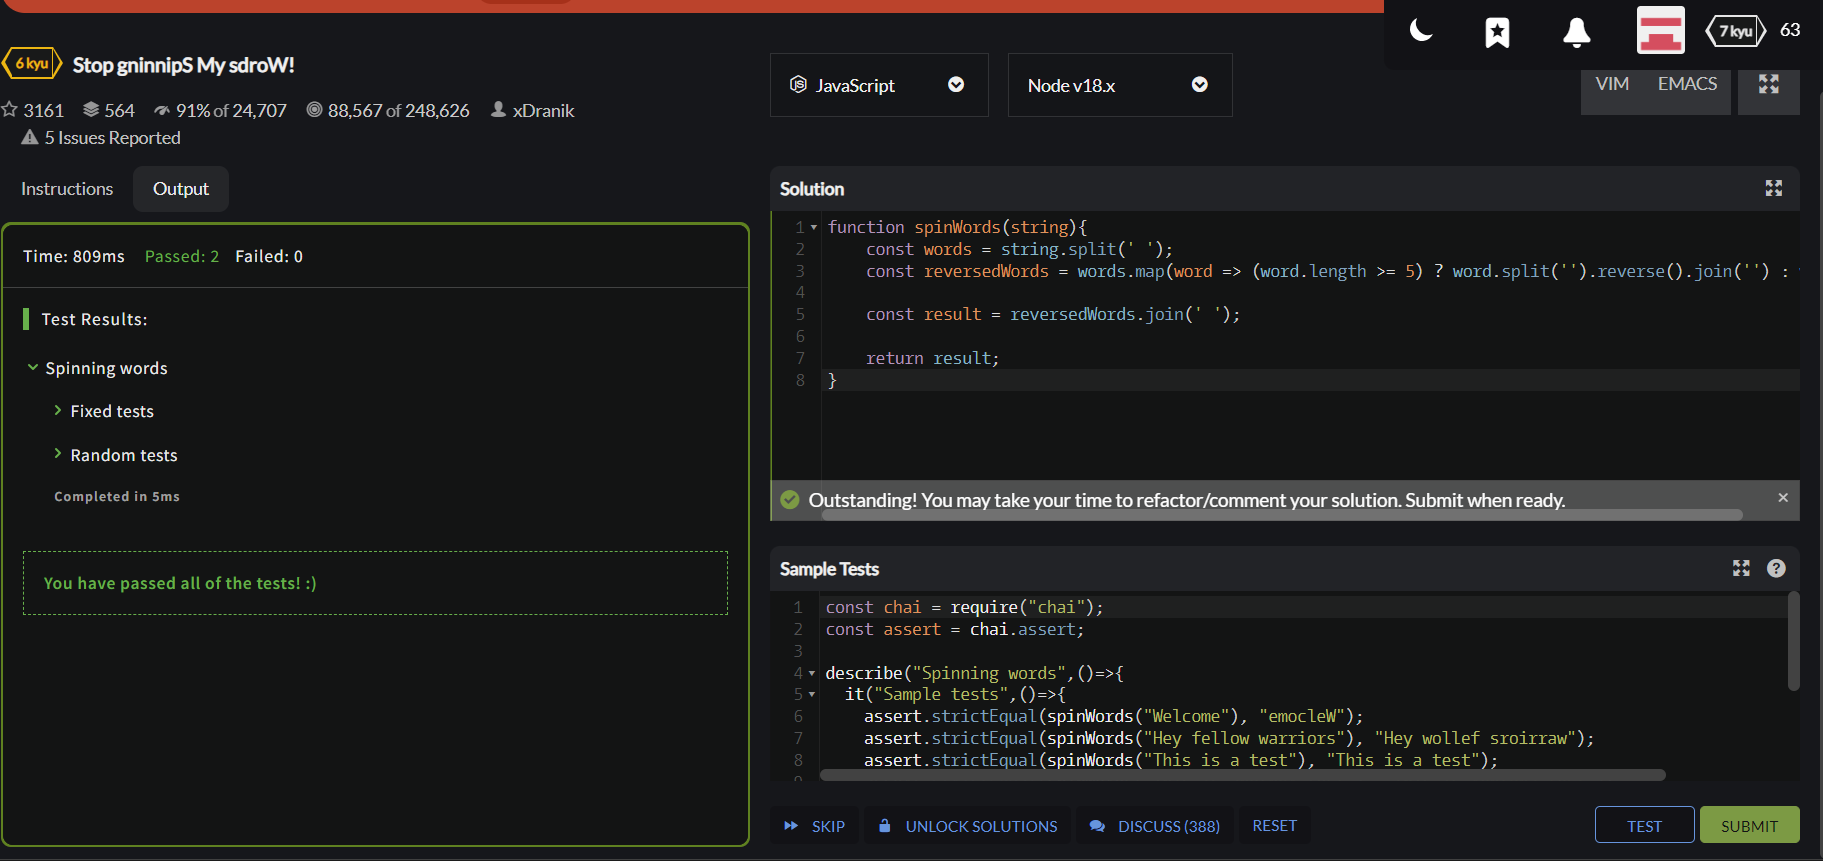 7 kyu 63
6 kyu Stop gninnipS My sdroW!
3161 564 91% of 24,707 88,567 of 248,626 xDranik
5 Issues Reported
JavaScript Node v18.x VIM EMACS
Instructions Output
Time: 809ms Passed: 2 Failed: 0
Test Results:
Spinning words
Fixed tests
Random tests
Completed in 5ms
You have passed all of the tests! :)
Solution
1 function spinWords(string){
2 const words = string.split(' ');
3 const reversedWords = words.map(word => (word.length >= 5) ? word.split('').reverse().join('') :
4
5 const result = reversedWords.join(' ');
6
7 return result;
8 }
Outstanding! You may take your time to refactor/comment your solution. Submit when ready. ×
Sample Tests ?
1 const chai = require("chai");
2 const assert = chai.assert;
3
4 describe("Spinning words",()=>{
5 it("Sample tests",()=>{
6 assert.strictEqual(spinWords("Welcome"), "emocleW");
7 assert.strictEqual(spinWords("Hey fellow warriors"), "Hey wollef sroirraw");
8 assert.strictEqual(spinWords("This is a test"), "This is a test");
SKIP UNLOCK SOLUTIONS DISCUSS (388) RESET TEST SUBMIT